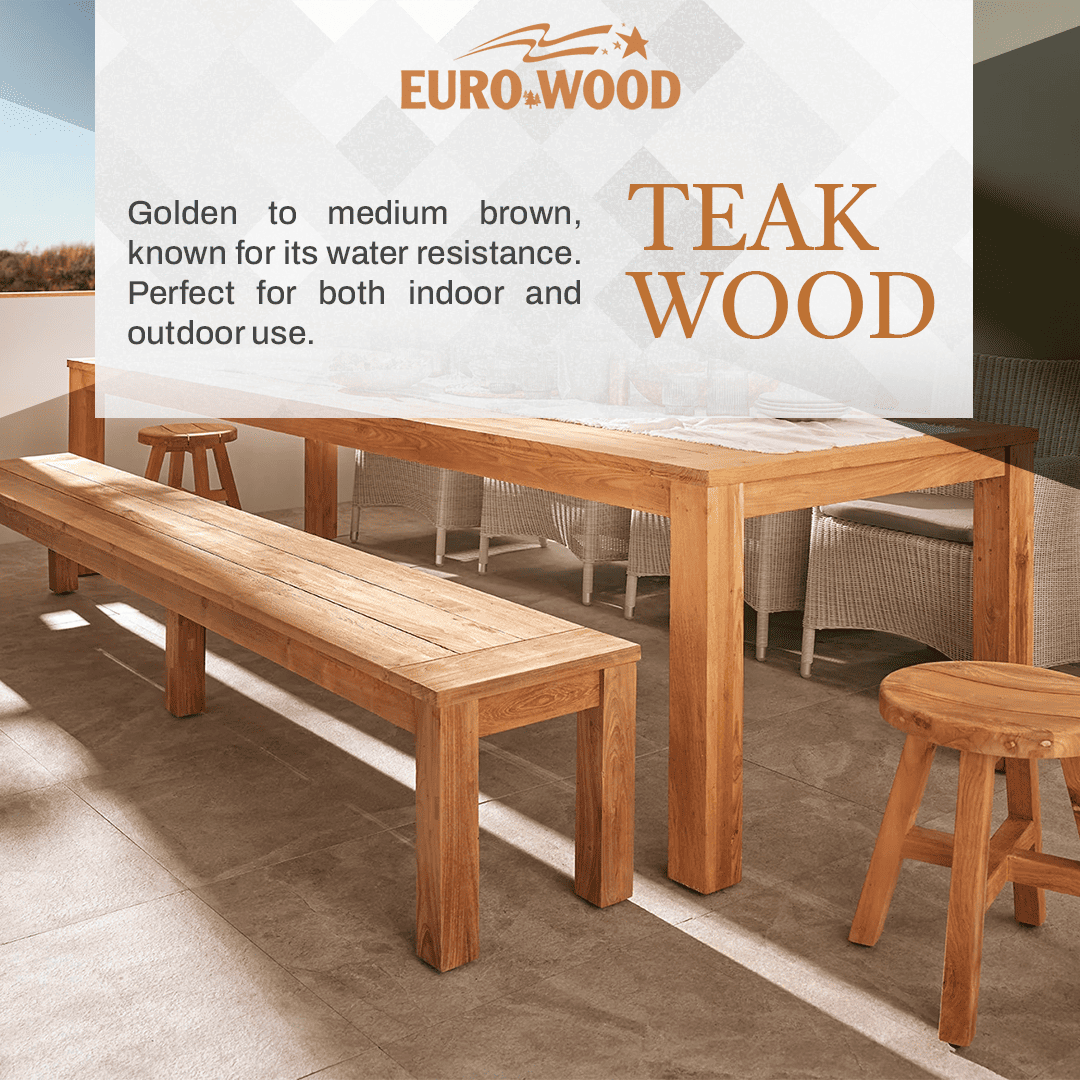 EURO WOOD
Golden to medium brown,
known for its water resistance.
Perfect for both indoor and
outdoor use.
TEAK
WOOD